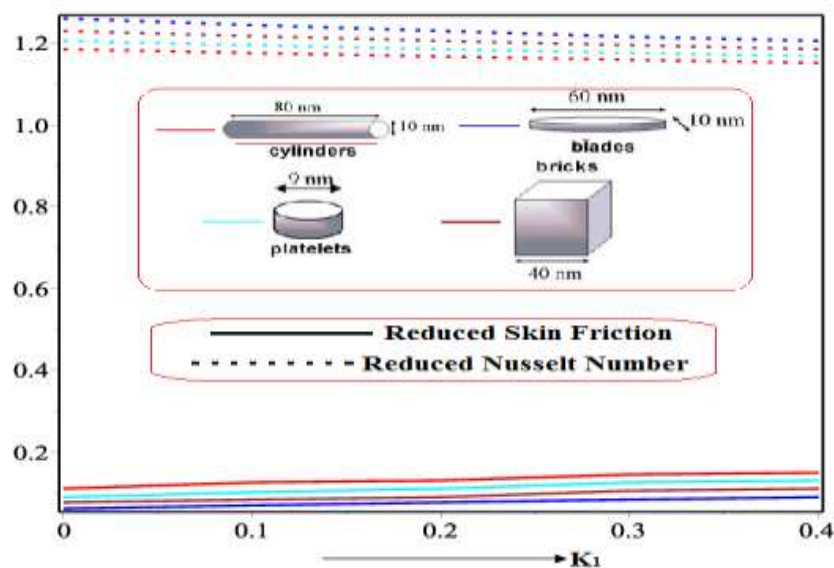 1.2
1.0
0.8
0.6
0.4
0.2
0
0.1
0.2
0.3
0.4
K1
80 nm
10 nm
cylinders
60 nm
10 nm
blades
bricks
9 nm
platelets
40 nm
Reduced Skin Friction
Reduced Nusselt Number